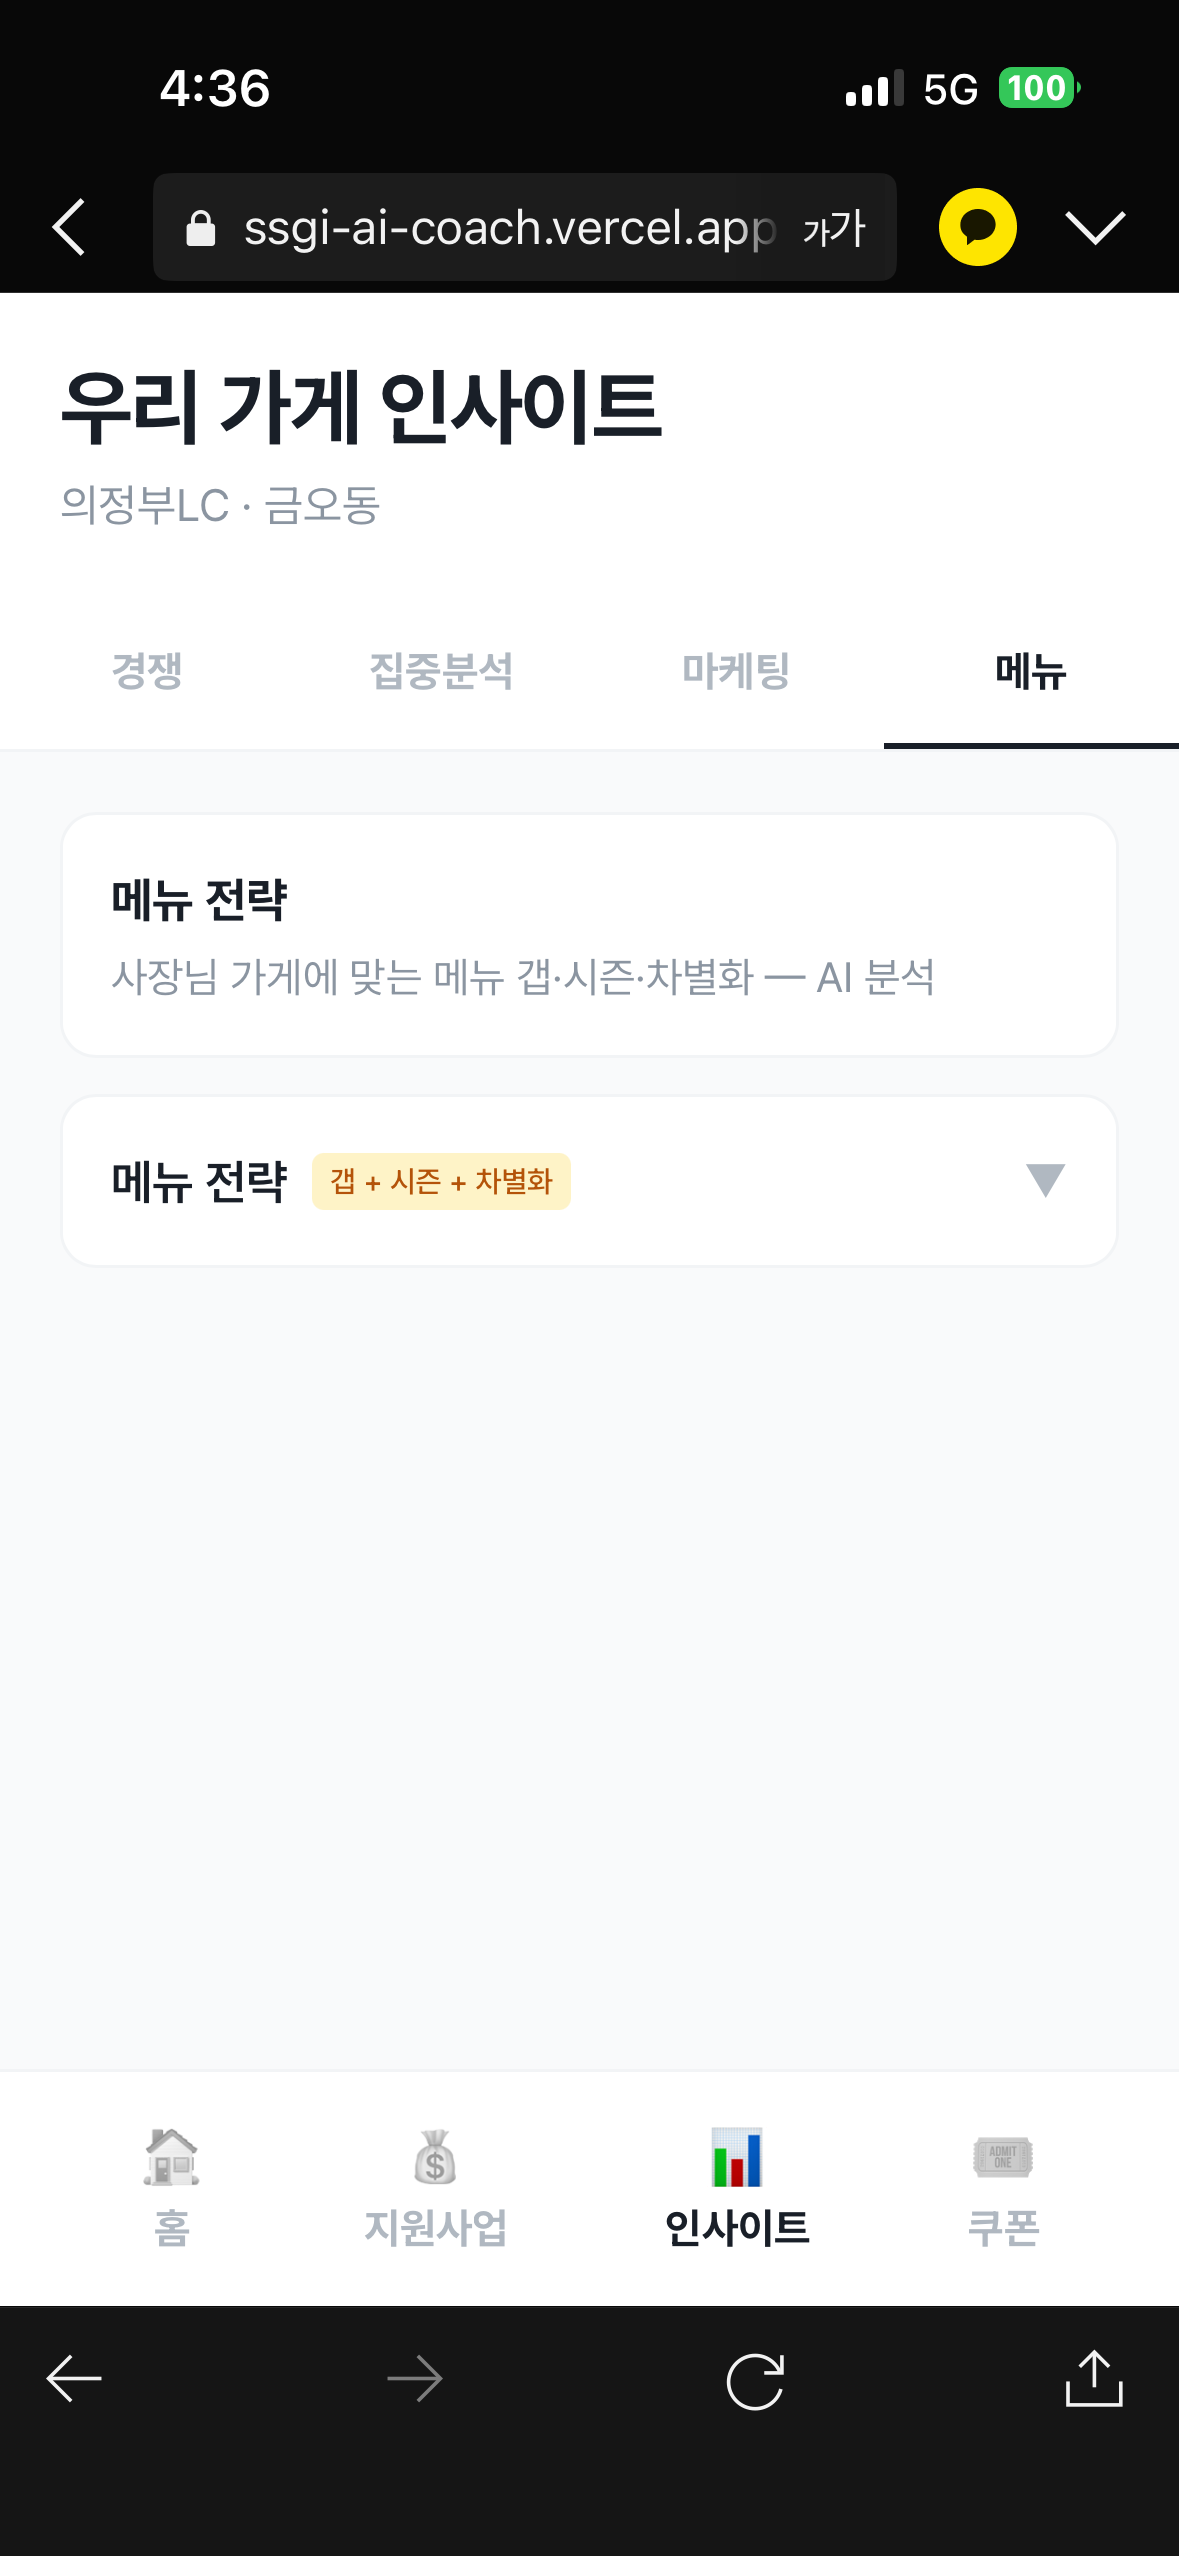 4:36
5G
100
ssgi-ai-coach.vercel.app
가가
우리 가게 인사이트
의정부LC · 금오동
경쟁
집중분석
마케팅
메뉴
메뉴 전략
사장님 가게에 맞는 메뉴 갭·시즌·차별화 — AI 분석
메뉴 전략
갭 + 시즌 + 차별화
ADMIT
ONE
홈
지원사업
인사이트
쿠폰